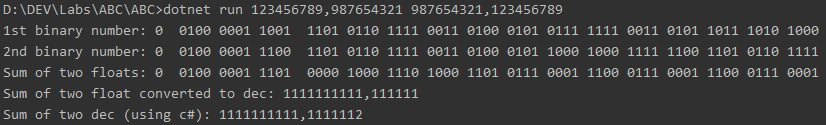 D:\DEV\Labs\ABC\ABC>dotnet run 123456789,987654321 987654321,123456789
1st binary number: 0  0100 0001 1001  1101 0110 1111 0011 0100 0101 0111 1111 0011 0101 1011 1010 1000
2nd binary number: 0  0100 0001 1100  1101 0110 1111 0011 0100 0101 1000 1000 1111 1100 1101 0110 1111
Sum of two floats: 0  0100 0001 1101  0000 1000 1110 1000 1101 0111 0001 1100 0111 0001 1100 0111 0001
Sum of two float converted to dec: 1111111111,111111
Sum of two dec (using c#): 1111111111,1111112